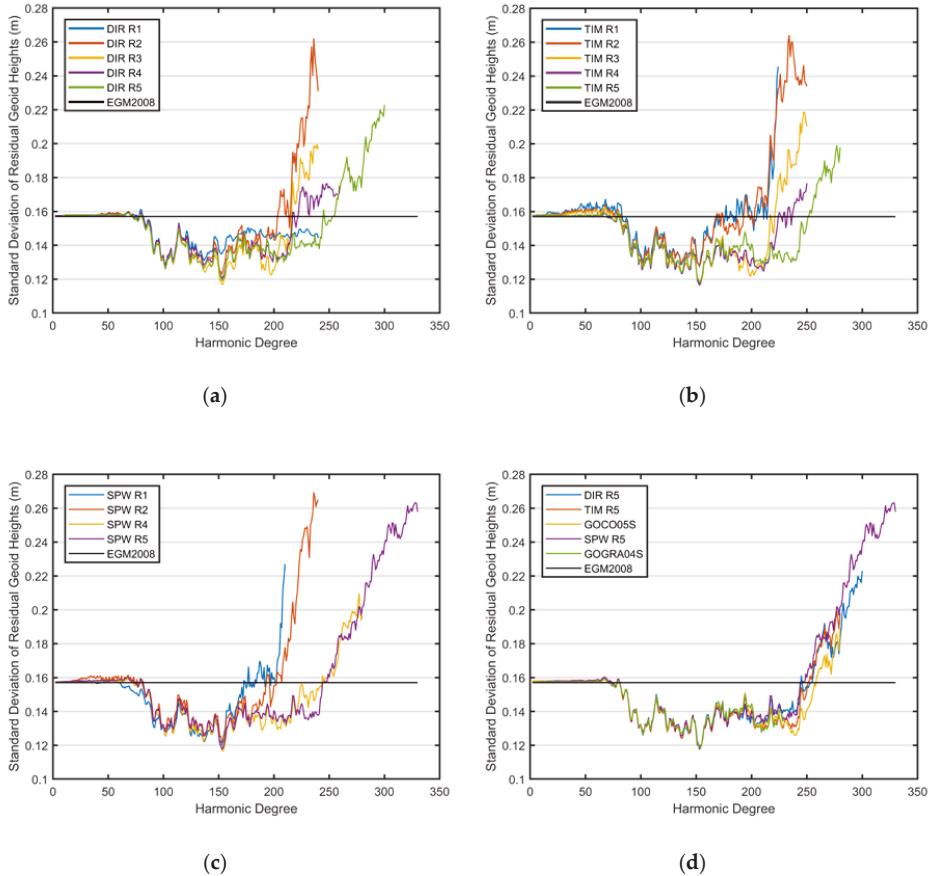 Standard Deviation of Residual Geoid Heights (m)
0.28
0.26
0.24
0.22
0.2
0.18
0.16
0.14
0.12
0.1
DIR R1
DIR R2
DIR R3
DIR R4
DIR R5
EGM2008
0 50 100 150 200 250 300 350
Harmonic Degree
(a)
Standard Deviation of Residual Geoid Heights (m)
0.28
0.26
0.24
0.22
0.2
0.18
0.16
0.14
0.12
0.1
TIM R1
TIM R2
TIM R3
TIM R4
TIM R5
EGM2008
0 50 100 150 200 250 300 350
Harmonic Degree
(b)
Standard Deviation of Residual Geoid Heights (m)
0.28
0.26
0.24
0.22
0.2
0.18
0.16
0.14
0.12
0.1
SPW R1
SPW R2
SPW R4
SPW R5
EGM2008
0 50 100 150 200 250 300 350
Harmonic Degree
(c)
Standard Deviation of Residual Geoid Heights (m)
0.28
0.26
0.24
0.22
0.2
0.18
0.16
0.14
0.12
0.1
DIR R5
TIM R5
GOCO05S
SPW R5
GOGRA04S
EGM2008
0 50 100 150 200 250 300 350
Harmonic Degree
(d)